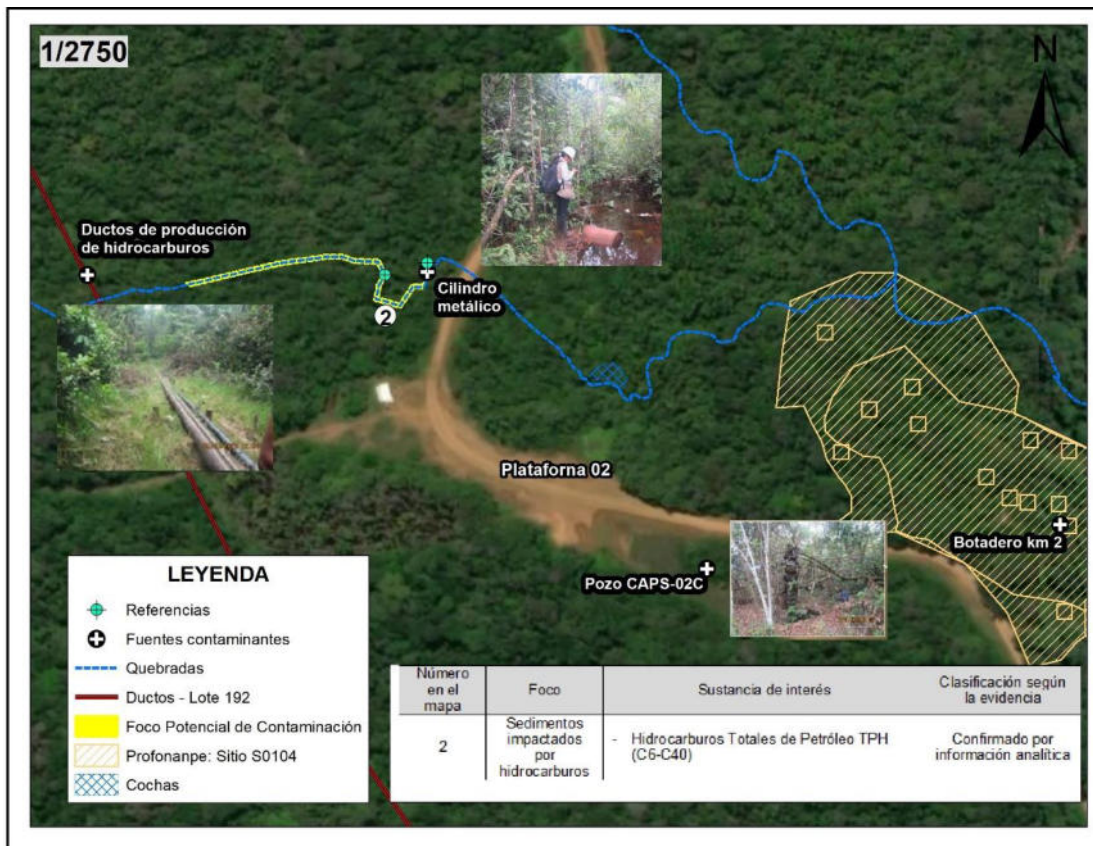 1/2750
N
Ductos de producción
de hidrocarburos
Cilindro
metálico
2
Plataforna 02
Botadero km 2
Pozo CAPS-02C
LEYENDA
Referencias
Fuentes contaminantes
Quebradas
Ductos - Lote 192
Foco Potencial de Contaminación
Profonanpe: Sitio S0104
Cochas
Número
en el
mapa
Foco
Sustancia de interés
Clasificación según
la evidencia
2
Sedimentos
impactados
por
hidrocarburos
- Hidrocarburos Totales de Petróleo TPH
(C6-C40)
Confirmado por
información analítica